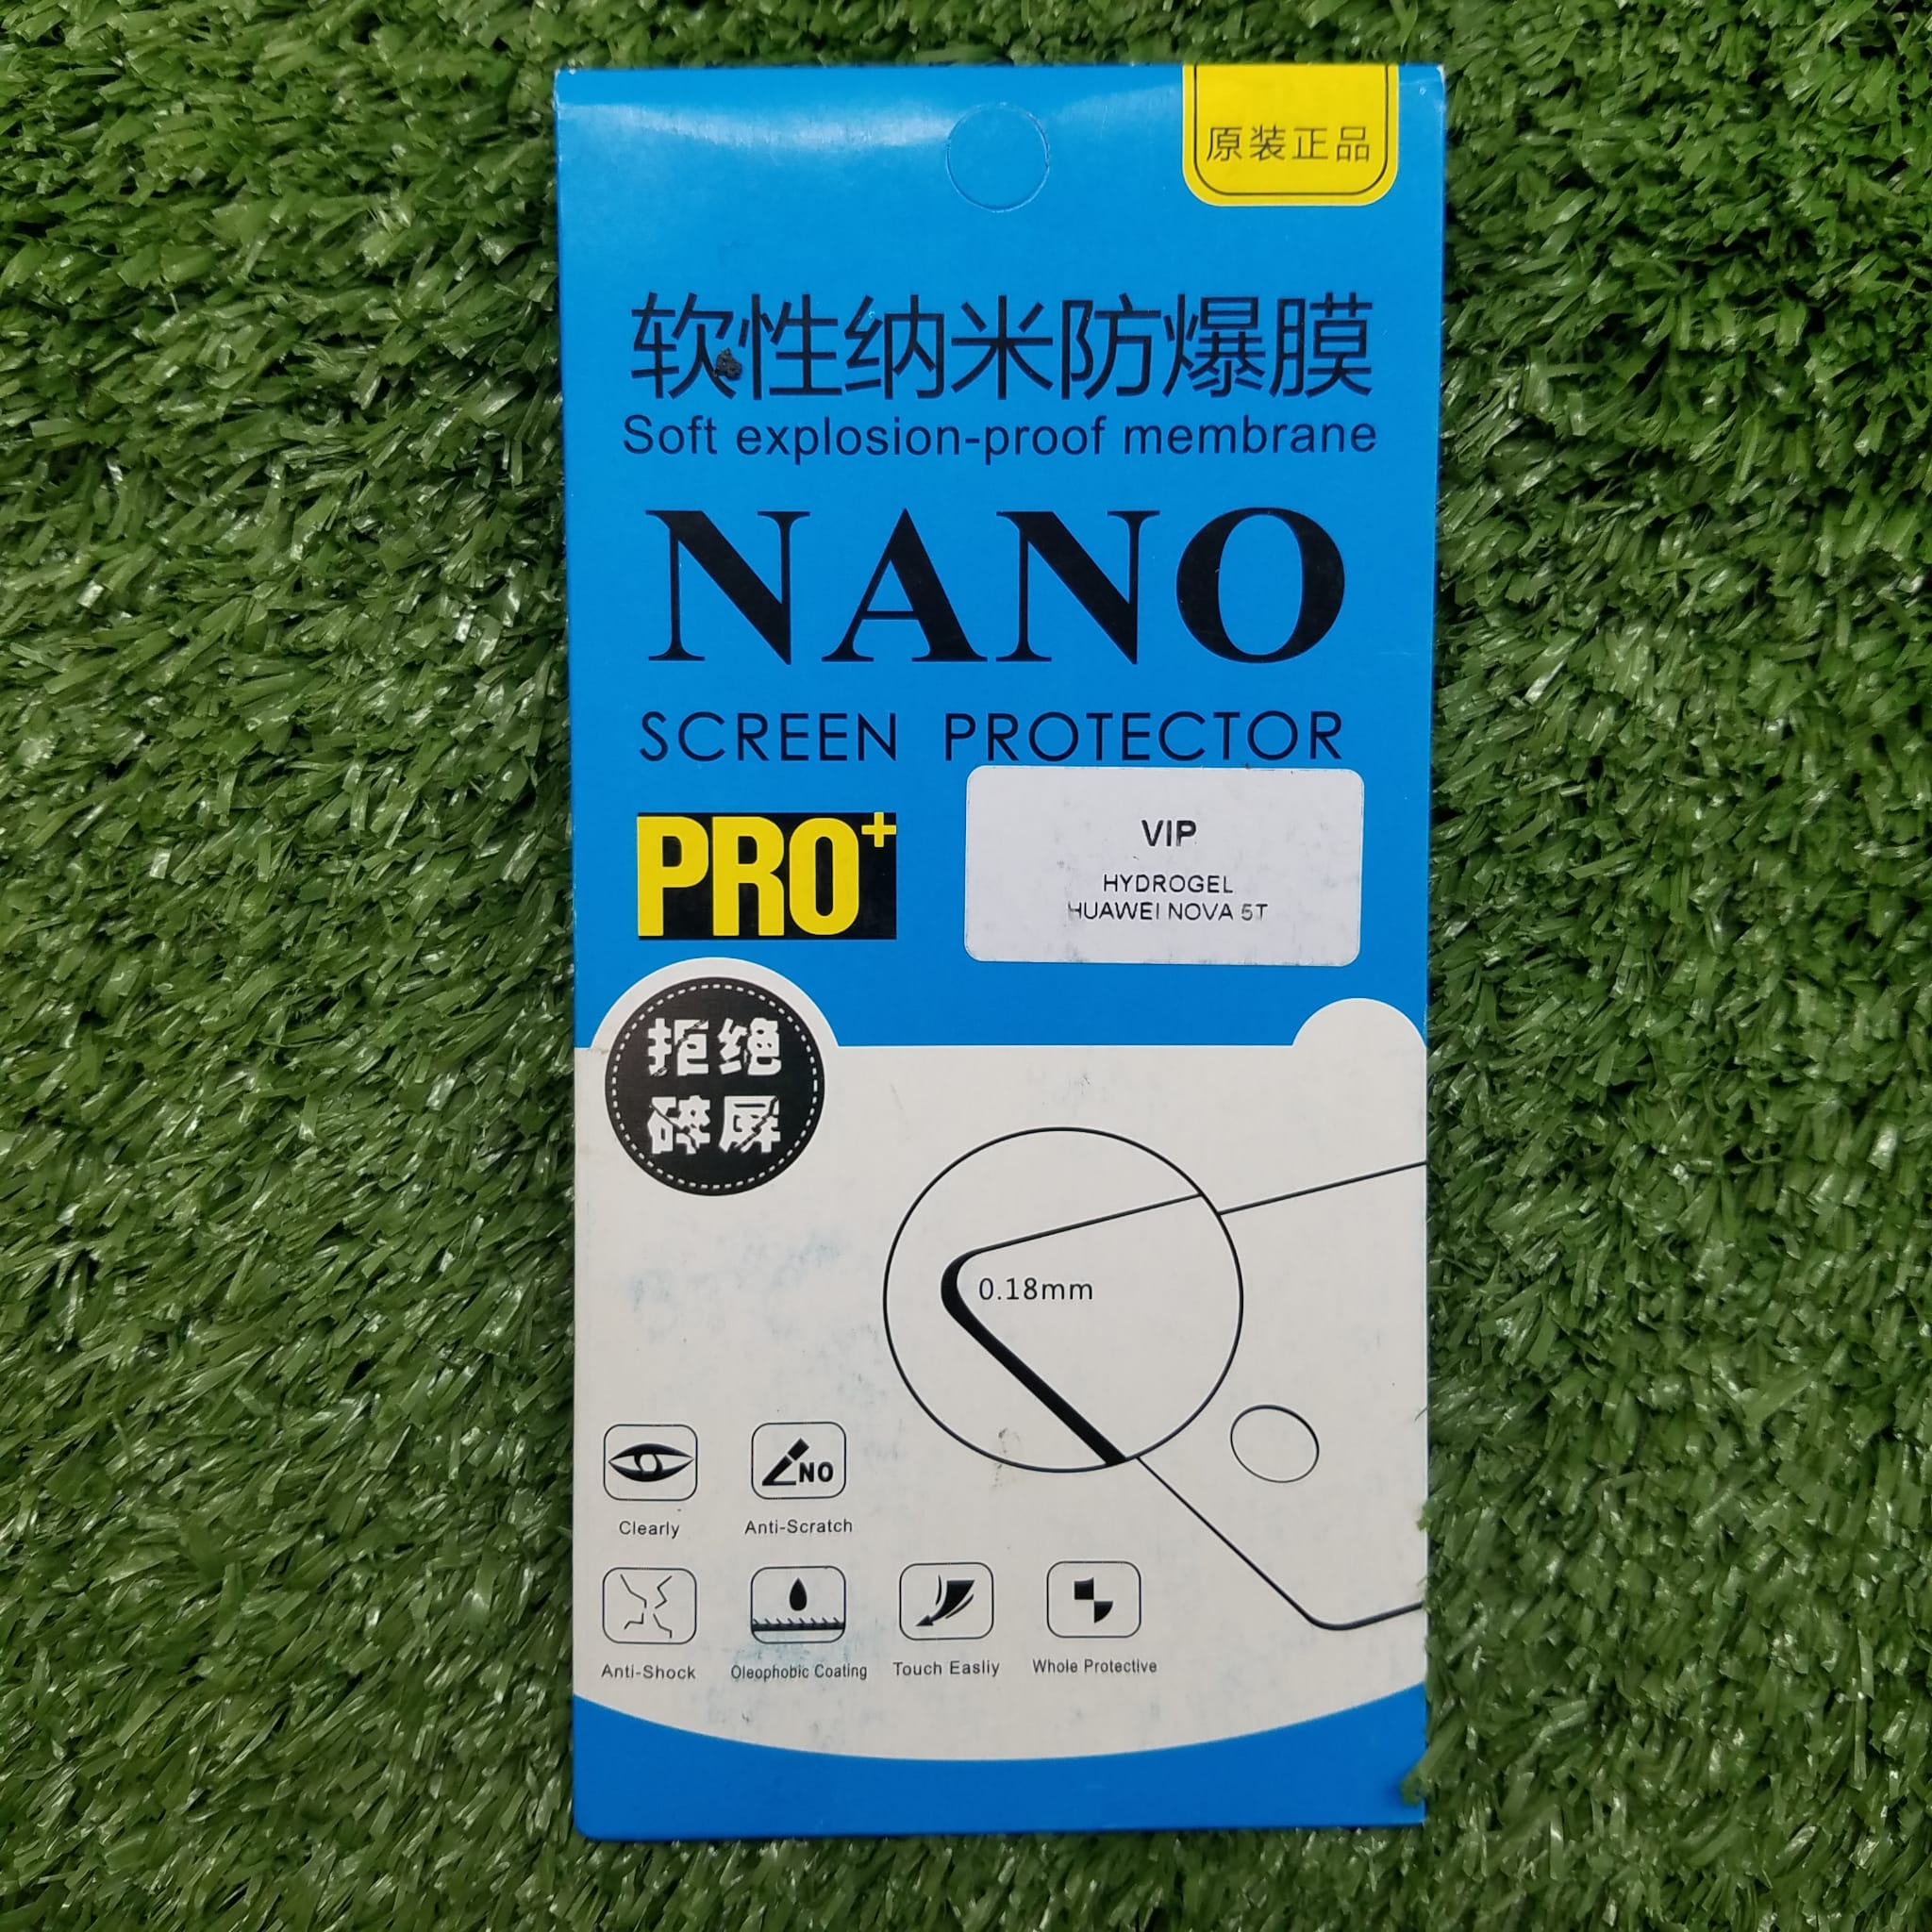 原装正品
软性纳米防爆膜
Soft explosion-proof membrane
NANO
SCREEN PROTECTOR
PRO+
VIP
HYDROGEL
HUAWEI NOVA 5T
拒绝
碎屏
0.18mm
NO
Clearly
Anti-Scratch
Anti-Shock
Oleophobic Coating
Touch Easliy
Whole Protective